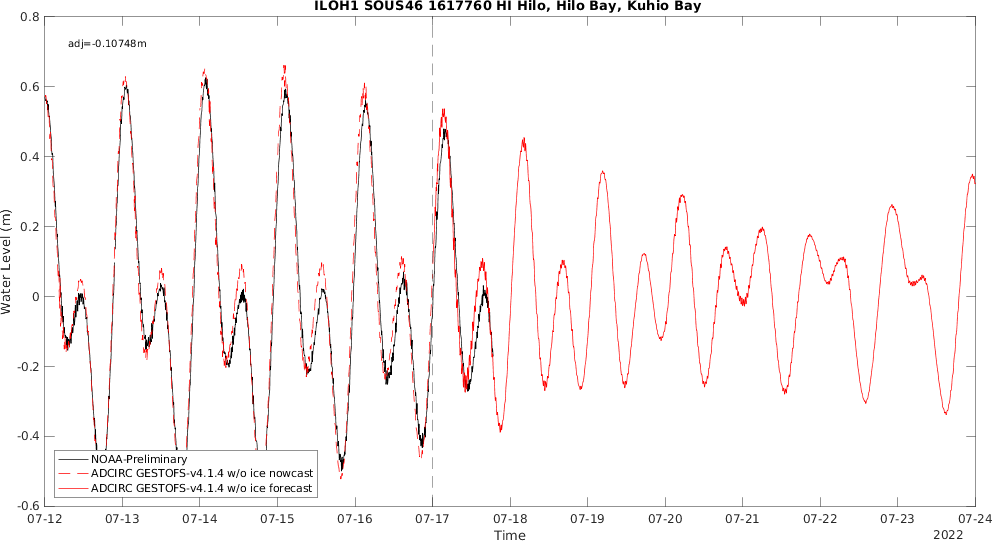 ILOH1 SOUS46 1617760 HI Hilo, Hilo Bay, Kuhio Bay
adj=-0.10748m
0.8
0.6
0.4
0.2
0
-0.2
-0.4
-0.6
Water Level (m)
NOAA-Preliminary
ADCIRC GESTOFS-v4.1.4 w/o ice nowcast
ADCIRC GESTOFS-v4.1.4 w/o ice forecast
07-12 07-13 07-14 07-15 07-16 07-17 07-18 07-19 07-20 07-21 07-22 07-23 07-24
Time
2022